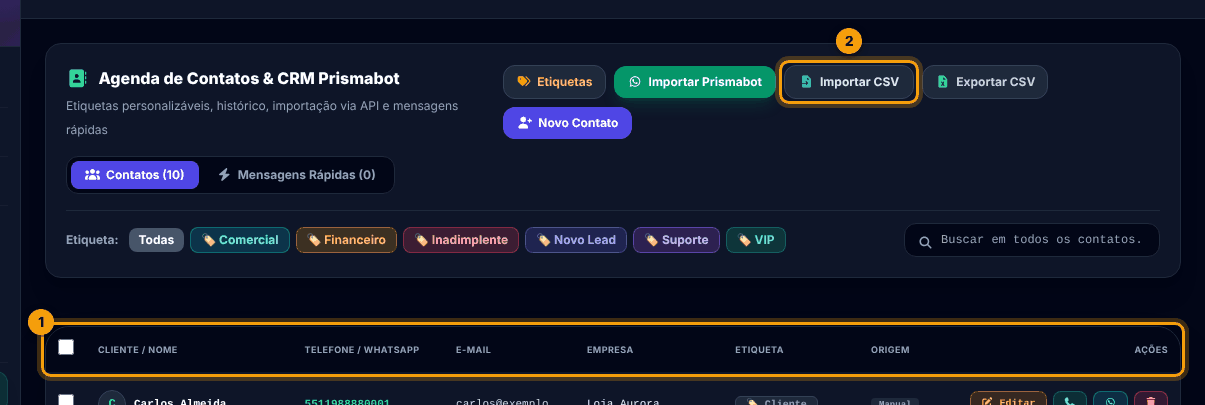 2
Agenda de Contatos & CRM Prismabot
Etiquetas personalizáveis, histórico, importação via API e mensagens
rápidas
Etiquetas
Importar Prismabot
Importar CSV
Exportar CSV
Novo Contato
Contatos (10)
Mensagens Rápidas (0)
Etiqueta:
Todas
Comercial
Financeiro
Inadimplente
Novo Lead
Suporte
VIP
Buscar em todos os contatos.
1
CLIENTE / NOME
TELEFONE / WHATSAPP
E-MAIL
EMPRESA
ETIQUETA
ORIGEM
AÇÕES
C
Carlos Almeida
5511988880001
carlos@exemplo
Loja Aurora
Cliente
Manual
Editar